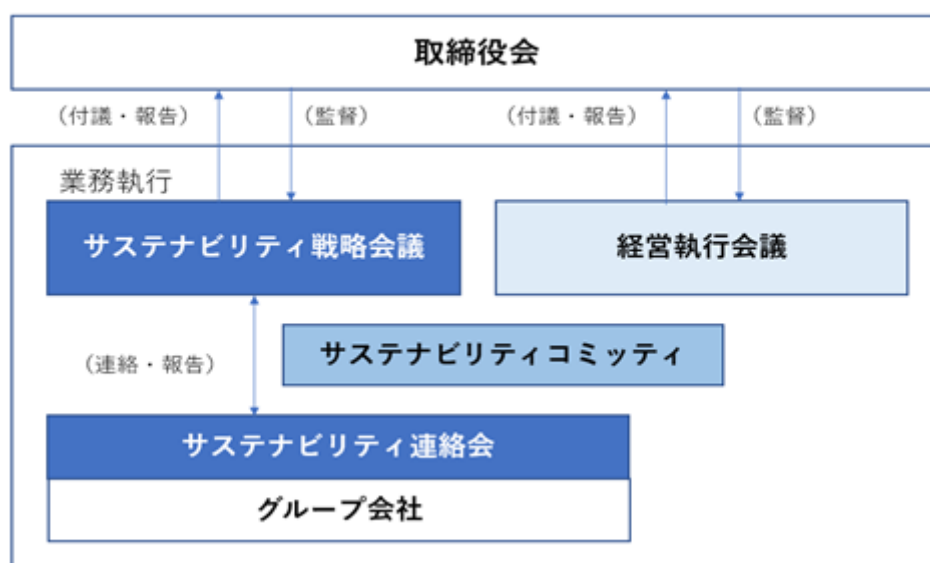 取締役会
（付議・報告）
（監督）
（付議・報告）
（監督）
業務執行
サステナビリティ戦略会議
経営執行会議
（連絡・報告）
サステナビリティコミッティ
サステナビリティ連絡会
グループ会社